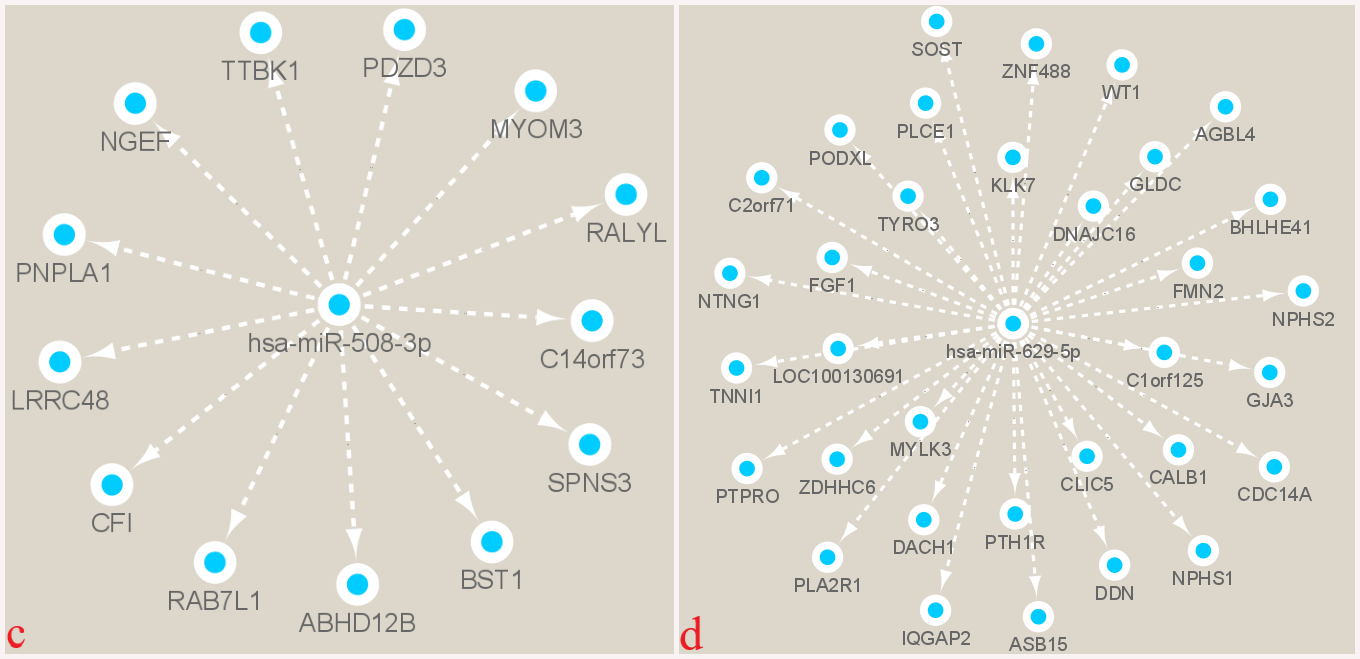 TTBK1
PDZD3
NGEF
MYOM3
RALYL
PNPLA1
hsa-miR-508-3p
C14orf73
LRRC48
SPNS3
CFI
BST1
RAB7L1
ABHD12B
c
SOST
ZNF488
WT1
PLCE1
AGBL4
PODXL
KLK7
GLDC
C2orf71
TYRO3
DNAJC16
BHLHE41
FGF1
FMN2
NTNG1
NPHS2
hsa-miR-629-5p
LOC100130691
C1orf125
TNNI1
GJA3
MYLK3
CALB1
CLIC5
ZDHHC6
PTPRO
CDC14A
DACH1
PTH1R
NPHS1
PLA2R1
DDN
IQGAP2
ASB15
d